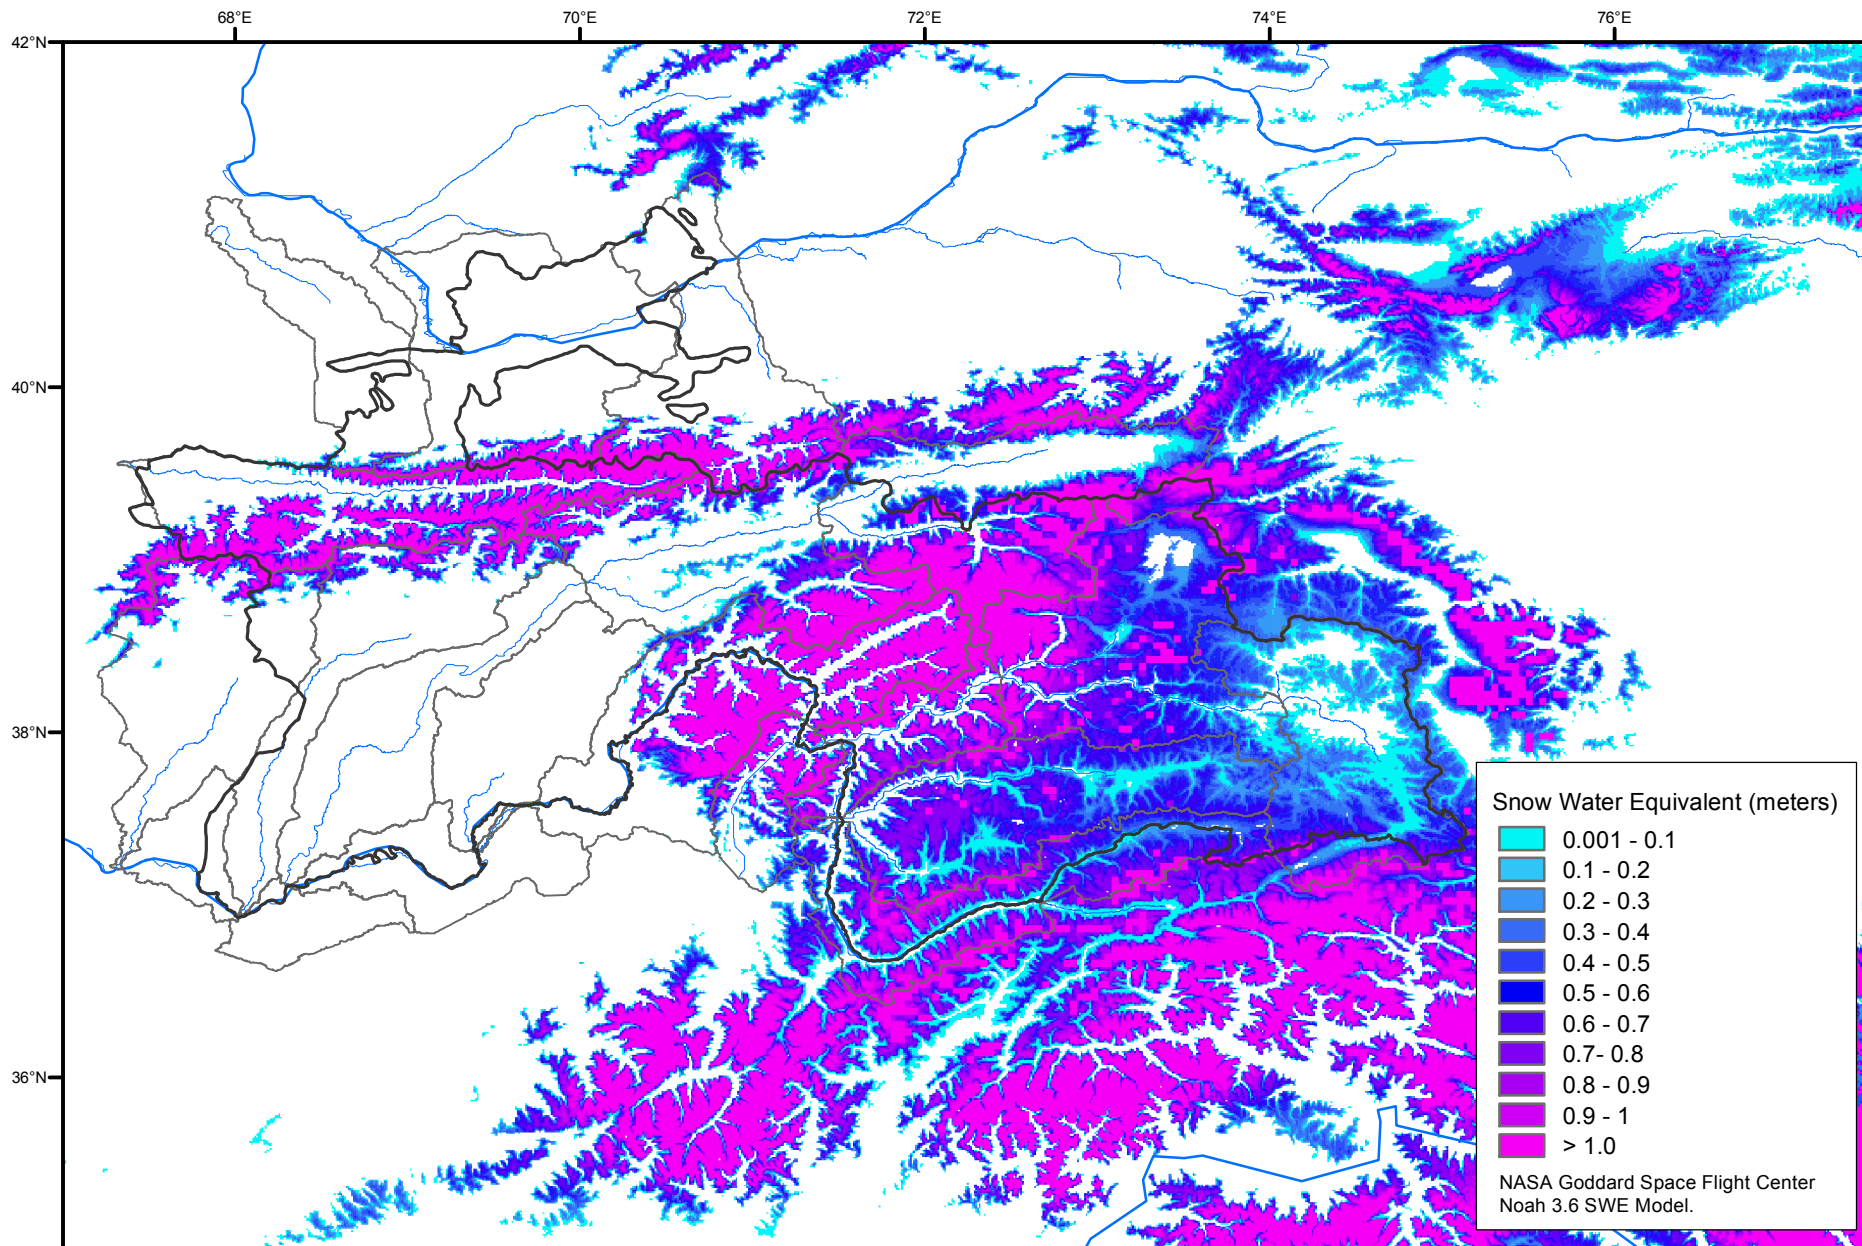 68°E 70°E 72°E 74°E 76°E
42°N
40°N
38°N
36°N
Snow Water Equivalent (meters)
0.001 - 0.1
0.1 - 0.2
0.2 - 0.3
0.3 - 0.4
0.4 - 0.5
0.5 - 0.6
0.6 - 0.7
0.7- 0.8
0.8 - 0.9
0.9 - 1
> 1.0
NASA Goddard Space Flight Center
Noah 3.6 SWE Model.